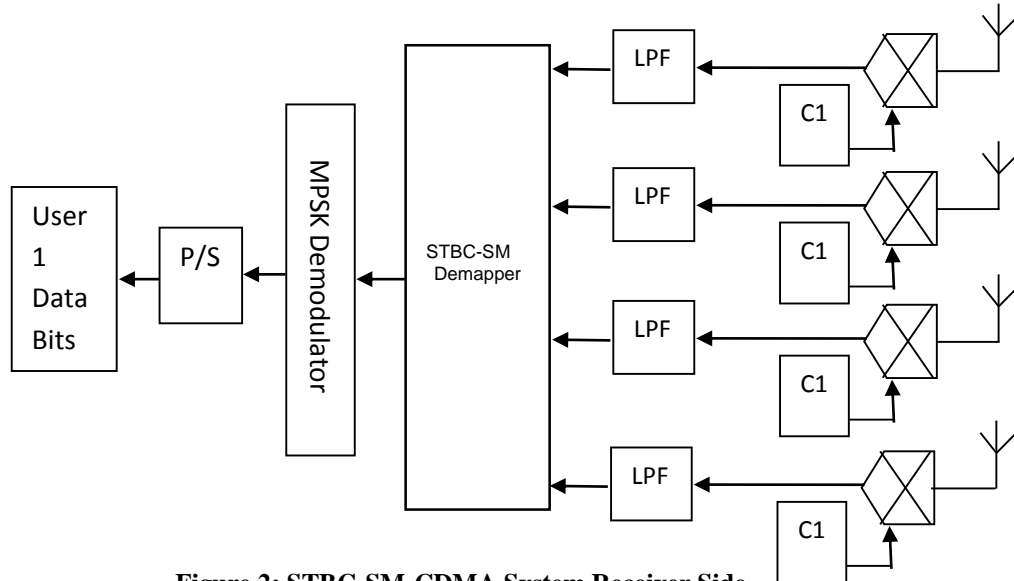 LPF
C1
LPF
C1
LPF
C1
LPF
C1
STBC-SM
Demapper
MPSK Demodulator
P/S
User
1
Data
Bits
Figure 2: STBC-SM-CDMA System Receiver Side